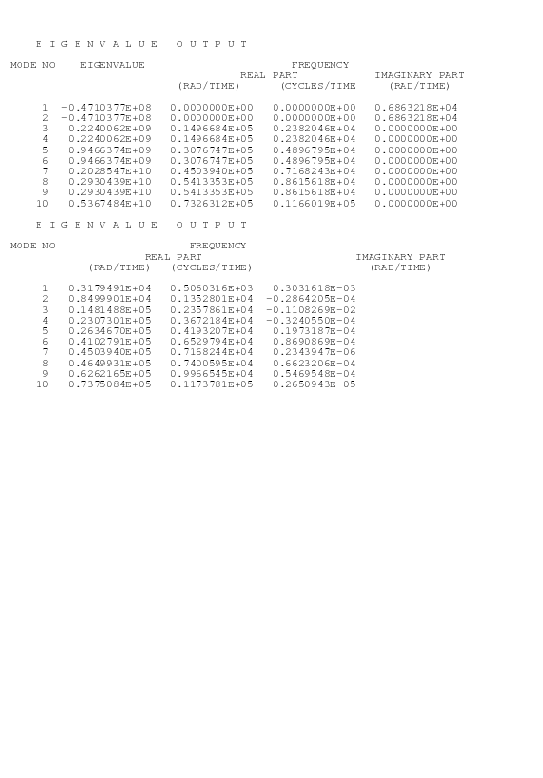 E I G E N V A L U E   O U T P U T
MODE NO   EIGENVALUE   FREQUENCY
REAL PART   IMAGINARY PART
(RAD/TIME)   (CYCLES/TIME   (RAD/TIME)
1   -0.4710377E+08   0.0000000E+00   0.0000000E+00   0.6863218E+04
2   -0.4710377E+08   0.0000000E+00   0.0000000E+00   0.6863218E+04
3   0.2240062E+09   0.1496684E+05   0.2382046E+04   0.0000000E+00
4   0.2240062E+09   0.1496684E+05   0.2382046E+04   0.0000000E+00
5   0.9466374E+09   0.3076747E+05   0.4896795E+04   0.0000000E+00
6   0.9466374E+09   0.3076747E+05   0.4896795E+04   0.0000000E+00
7   0.2028547E+10   0.4503940E+05   0.7168243E+04   0.0000000E+00
8   0.2930439E+10   0.5413353E+05   0.8615618E+04   0.0000000E+00
9   0.2930439E+10   0.5413353E+05   0.8615618E+04   0.0000000E+00
10   0.5367484E+10   0.7326312E+05   0.1166019E+05   0.0000000E+00
E I G E N V A L U E   O U T P U T
MODE NO   FREQUENCY
REAL PART   IMAGINARY PART
(RAD/TIME)   (CYCLES/TIME)   (RAD/TIME)
1   0.3179491E+04   0.5060316E+03   0.3031618E-03
2   0.8499901E+04   0.1352801E+04   -0.2864205E-04
3   0.1481488E+05   0.2357861E+04   -0.1108269E-02
4   0.2307301E+05   0.3672184E+04   -0.3240550E-04
5   0.2634670E+05   0.4193207E+04   0.1973187E-04
6   0.4102791E+05   0.6529794E+04   0.8690869E-04
7   0.4503940E+05   0.7168244E+04   0.2343947E-06
8   0.4649931E+05   0.7400595E+04   0.6623206E-04
9   0.6262165E+05   0.9966545E+04   0.5469548E-04
10   0.7375084E+05   0.1173781E+05   0.2650943E 05